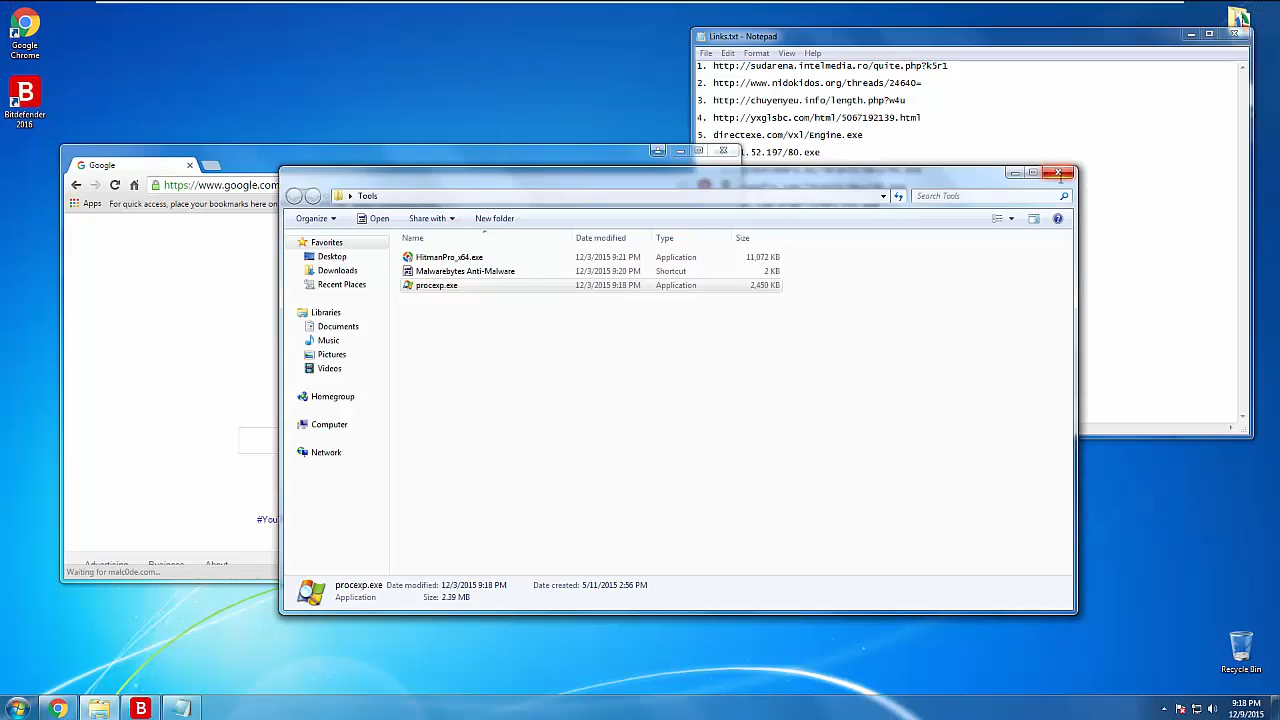 Google
Chrome
Bitdefender
2016
Links.txt - Notepad
File Edit Format View Help
1. http://sudarena.intelmedia.ro/quite.php?k5r1
2. http://www.nidokidos.org/threads/24640=
3. http://chuyenyeu.info/length.php?w4u
4. http://yxglsbc.com/html/5067192139.html
5. directexe.com/vxl/Engine.exe
1.52.197/80.exe
Google
https://www.google.com
Apps For quick access, place your bookmarks here on
#You
Advertising Business About
Waiting for malc0de.com...
Tools
Search Tools
Organize Open Share with New folder
Name Date modified Type Size
HitmanPro_x64.exe 12/3/2015 9:21 PM Application 11,072 KB
Malwarebytes Anti-Malware 12/3/2015 9:20 PM Shortcut 2 KB
procexp.exe 12/3/2015 9:18 PM Application 2,450 KB
Favorites
Desktop
Downloads
Recent Places
Libraries
Documents
Music
Pictures
Videos
Homegroup
Computer
Network
procexp.exe Date modified: 12/3/2015 9:18 PM Date created: 5/11/2015 2:56 PM
Application Size: 2.39 MB
Recycle Bin
9:18 PM
12/9/2015